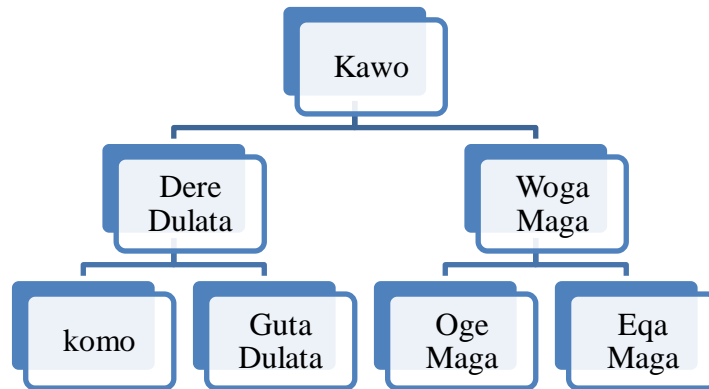 Kawo
Dere
Dulata
Woga
Maga
komo
Guta
Dulata
Oge
Maga
Eqa
Maga